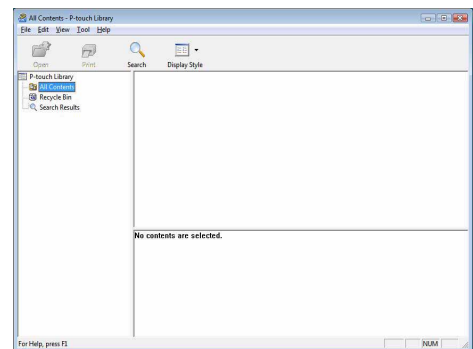 All Contents - P-touch Library
File Edit View Tool Help
Open Print Search Display Style
P-touch Library
All Contents
Recycle Bin
Search Results
No contents are selected.
For Help, press F1 NUM